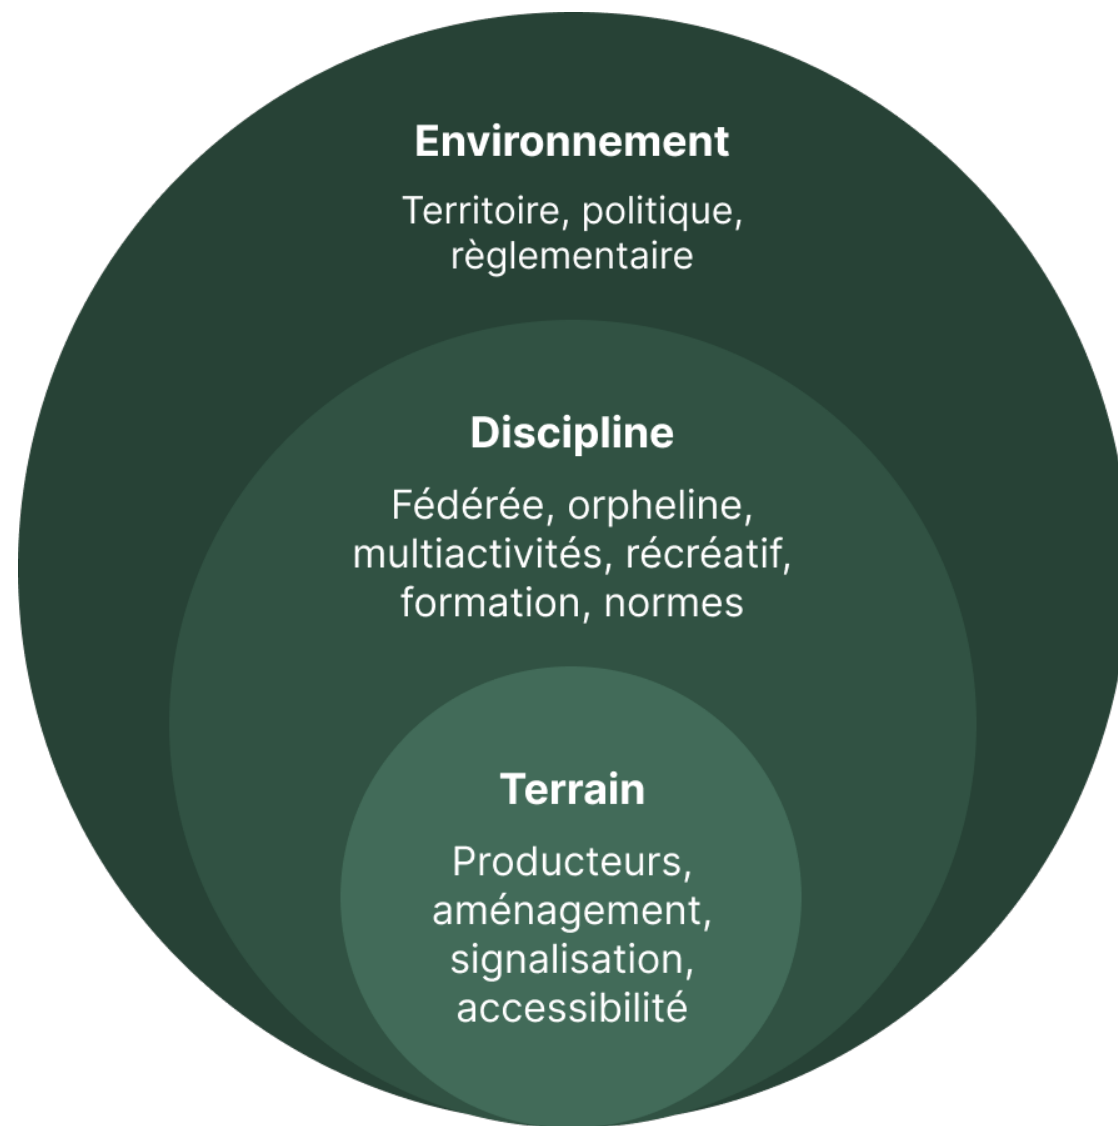 Environnement
Territoire, politique,
règlementaire
Discipline
Fédérée, orpheline,
multiactivités, récréatif,
formation, normes
Terrain
Producteurs,
aménagement,
signalisation,
accessibilité